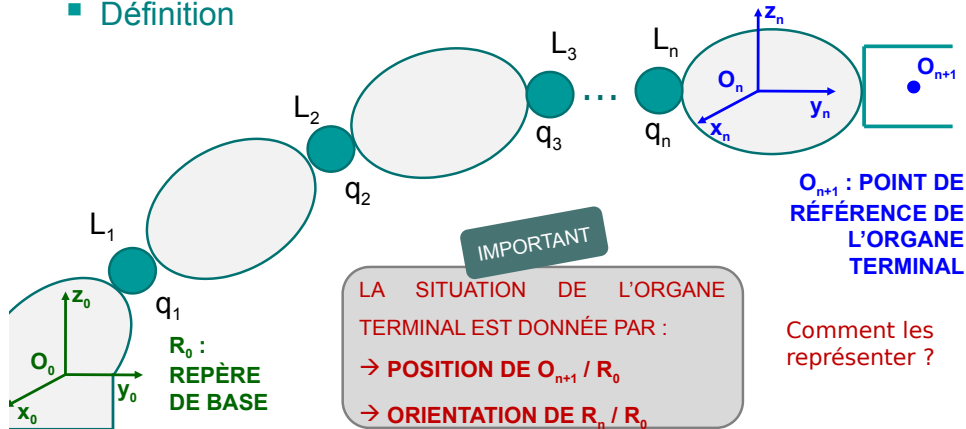 ▪ Définition
L₁
q₁
L₂
q₂
L₃
q₃
...
Lₙ
qₙ
zₙ
Oₙ
yₙ
xₙ
Oₙ₊₁
Oₙ₊₁ : POINT DE
RÉFÉRENCE DE
L’ORGANE
TERMINAL
z₀
O₀
y₀
x₀
R₀ :
REPÈRE
DE BASE
IMPORTANT
LA SITUATION DE L’ORGANE
TERMINAL EST DONNÉE PAR :
→ POSITION DE Oₙ₊₁ / R₀
→ ORIENTATION DE Rₙ / R₀
Comment les
représenter ?